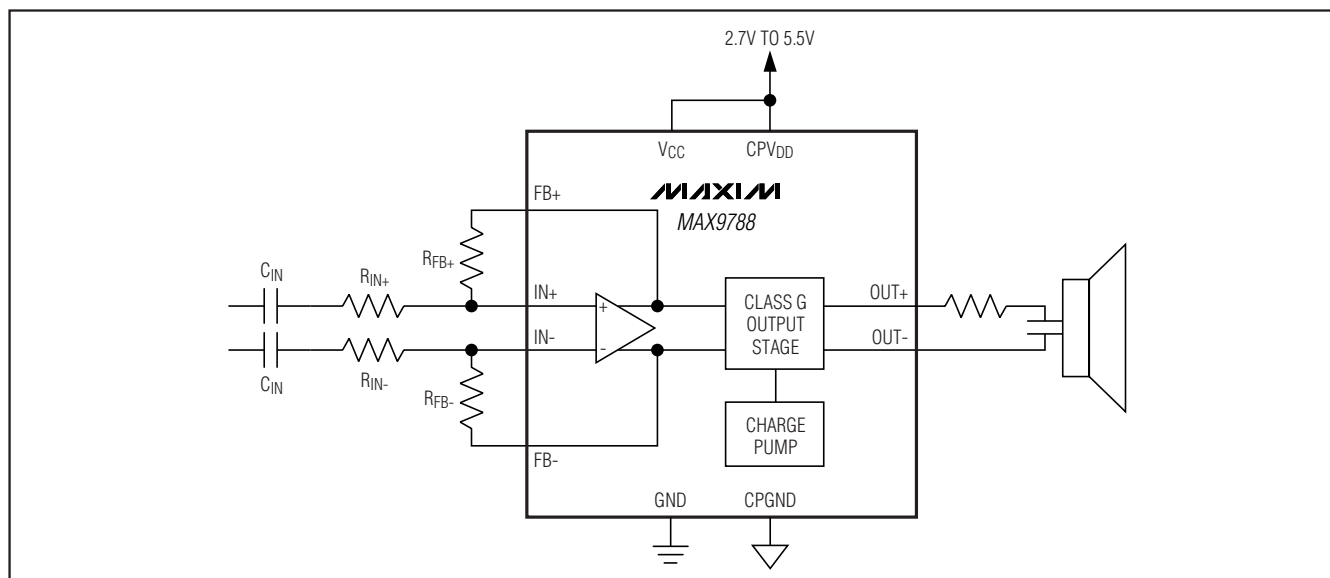 2.7V TO 5.5V
VCC
CPVDD
FB+
MAXIM
MAX9788
RFB+
CIN
RIN+
IN+
+
CLASS G
OUTPUT
STAGE
OUT+
IN-
-
OUT-
CIN
RIN-
RFB-
CHARGE
PUMP
FB-
GND
CPGND